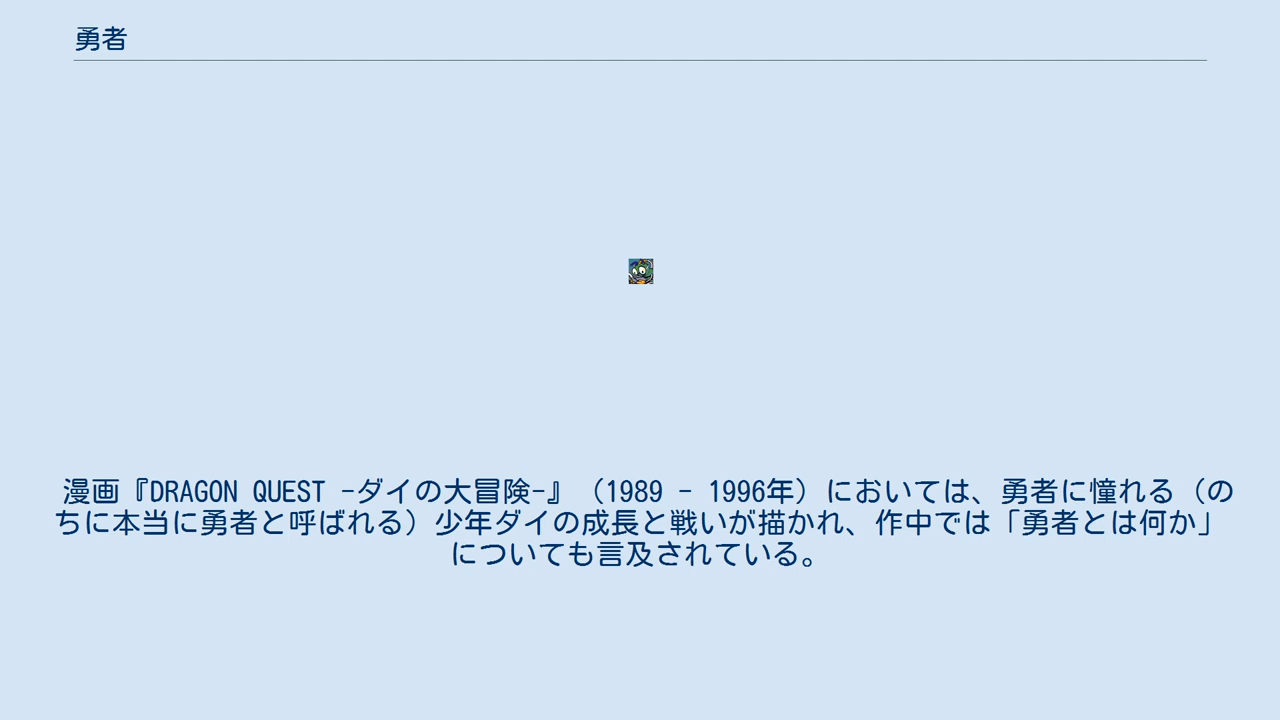 勇者
漫画『DRAGON QUEST -ダイの大冒険-』（1989 - 1996年）においては、勇者に憧れる（の
ちに本当に勇者と呼ばれる）少年ダイの成長と戦いが描かれ、作中では「勇者とは何か」
についても言及されている。